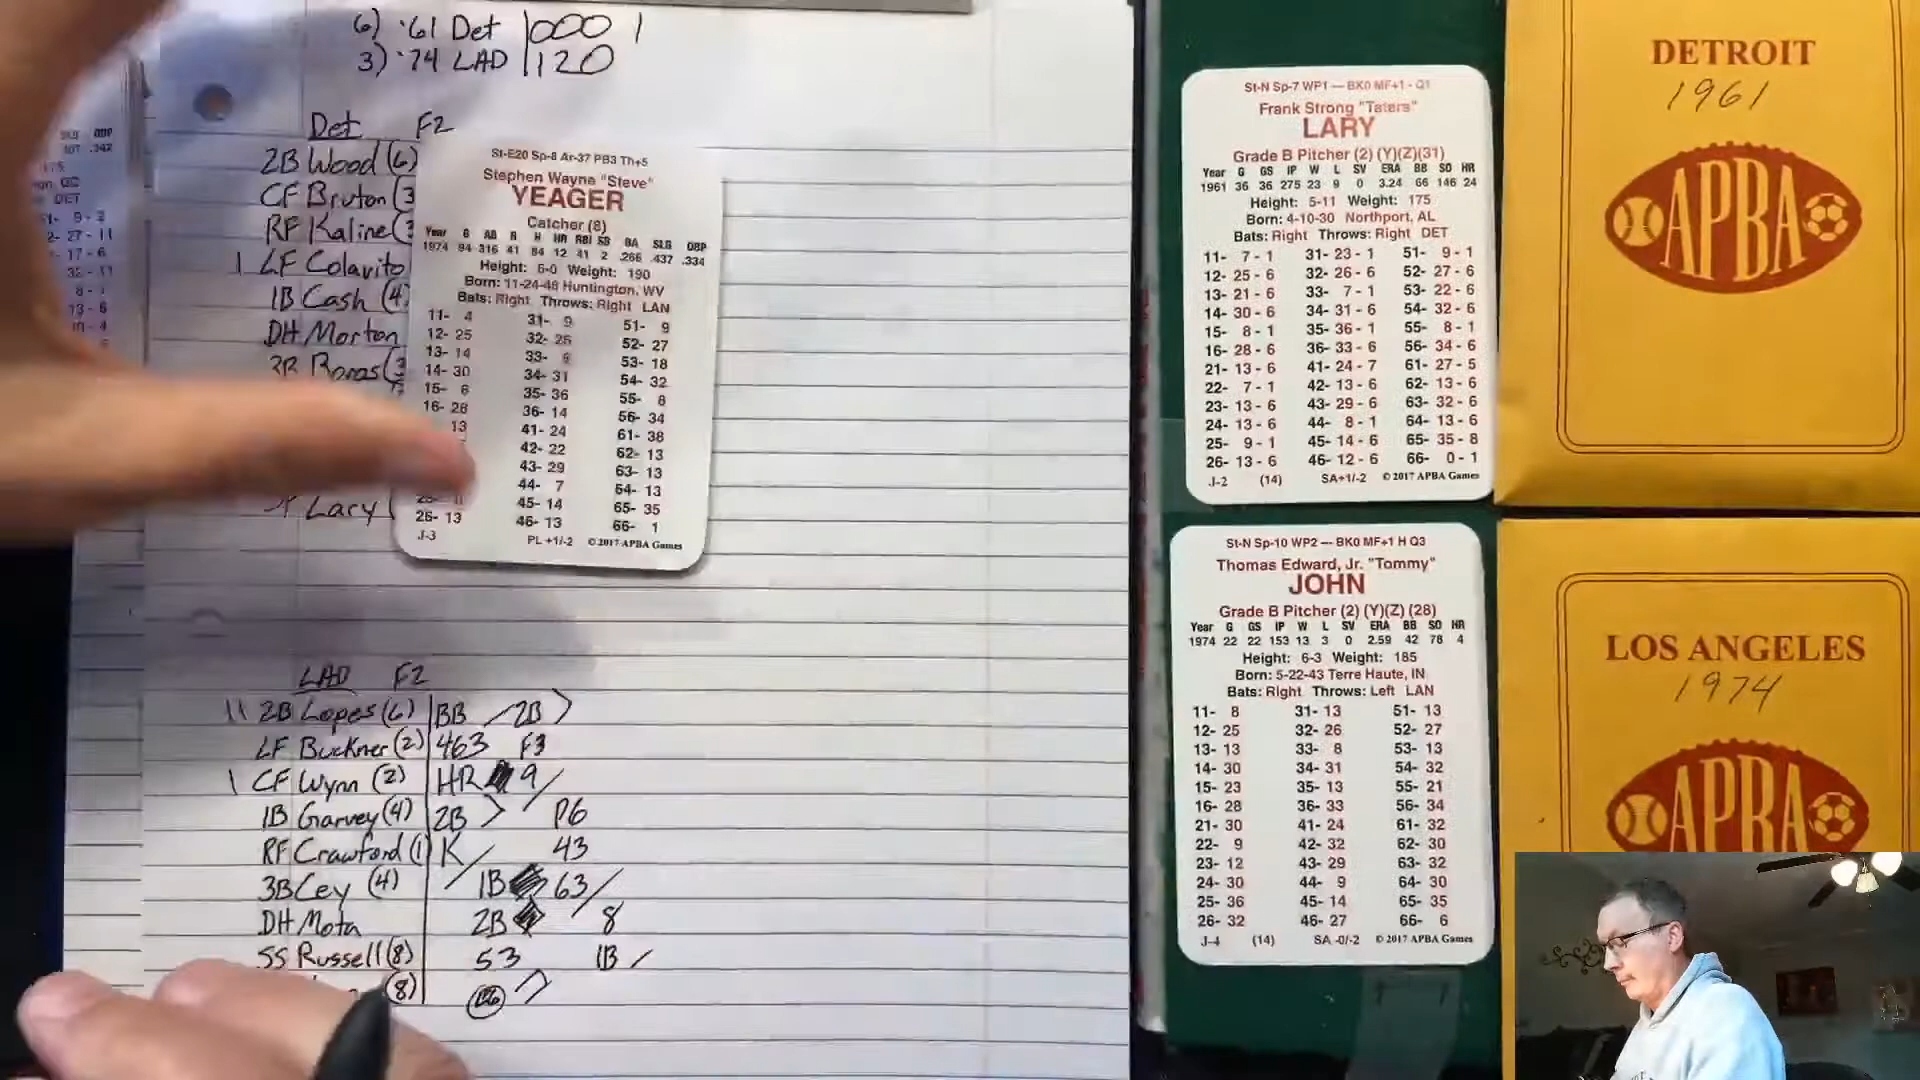 6) '61 Det |000 1
3) '74 LAD |120
Det F2
2B Wood (6)
CF Bruton (3
RF Kaline (3
1 LF Colavito
1B Cash (4)
DH Morton
3B Boros (3
Lary
St-E20 Sp-8 Ar-37 PB3 Th+5
Stephen Wayne "Steve"
YEAGER
Catcher (8)
Year G AB R H HR RBI SB BA SLG OBP
1974 94 316 41 84 12 41 2 .266 .437 .334
Height: 6-0 Weight: 190
Born: 11-24-48 Huntington, WV
Bats: Right Throws: Right LAN
11- 4 31- 9 51- 9
12- 25 32- 26 52- 27
13- 14 33- 8 53- 18
14- 30 34- 31 54- 32
15- 6 35- 36 55- 8
16- 28 36- 14 56- 34
13 41- 24 61- 38
42- 22 62- 13
43- 29 63- 13
44- 7 64- 13
45- 14 65- 35
26- 13 46- 13 66- 1
J-3 PL +1/-2 © 2017 APBA Games
LAD F2
11 2B Lopes (6) BB 2B
LF Buckner (2) 463 F3
1 CF Wynn (2) HR 9
1B Garvey (4) 2B P6
RF Crawford (1) K 43
3B Cey (4) 1B 63
DH Mota 2B 8
SS Russell (8) 53 1B
(8)
St-N Sp-7 WP1 — BK0 MF+1 - Q1
Frank Strong "Taters"
LARY
Grade B Pitcher (2) (Y)(Z)(31)
Year G GS IP W L SV ERA BB SO HR
1961 36 36 275 23 9 0 3.24 66 146 24
Height: 5-11 Weight: 175
Born: 4-10-30 Northport, AL
Bats: Right Throws: Right DET
11- 7 - 1 31- 23 - 1 51- 9 - 1
12- 25 - 6 32- 26 - 6 52- 27 - 6
13- 21 - 6 33- 7 - 1 53- 22 - 6
14- 30 - 6 34- 31 - 6 54- 32 - 6
15- 8 - 1 35- 36 - 1 55- 8 - 1
16- 28 - 6 36- 33 - 6 56- 34 - 6
21- 13 - 6 41- 24 - 7 61- 27 - 5
22- 7 - 1 42- 13 - 6 62- 13 - 6
23- 13 - 6 43- 29 - 6 63- 32 - 6
24- 13 - 6 44- 8 - 1 64- 13 - 6
25- 9 - 1 45- 14 - 6 65- 35 - 8
26- 13 - 6 46- 12 - 6 66- 0 - 1
J-2 (14) SA+1/-2 © 2017 APBA Games
St-N Sp-10 WP2 — BK0 MF+1 H Q3
Thomas Edward, Jr. "Tommy"
JOHN
Grade B Pitcher (2) (Y)(Z) (28)
Year G GS IP W L SV ERA BB SO HR
1974 22 22 153 13 3 0 2.59 42 78 4
Height: 6-3 Weight: 185
Born: 5-22-43 Terre Haute, IN
Bats: Right Throws: Left LAN
11- 8 31- 13 51- 13
12- 25 32- 26 52- 27
13- 13 33- 8 53- 13
14- 30 34- 31 54- 32
15- 23 35- 13 55- 21
16- 28 36- 33 56- 34
21- 30 41- 24 61- 32
22- 9 42- 32 62- 30
23- 12 43- 29 63- 32
24- 30 44- 9 64- 30
25- 36 45- 14 65- 35
26- 32 46- 27 66- 6
J-4 (14) SA -0/-2 © 2017 APBA Games
DETROIT
1961
APBA
LOS ANGELES
1974
APBA